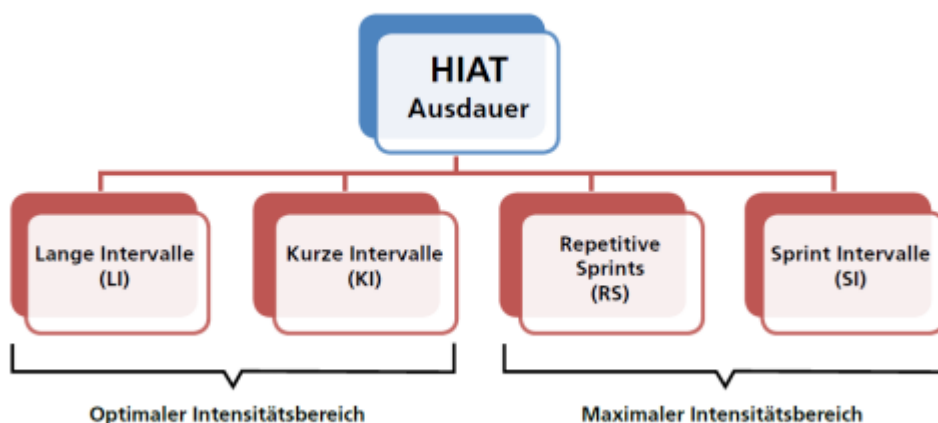 HIAT
Ausdauer
Lange Intervalle
(LI)
Kurze Intervalle
(KI)
Repetitive
Sprints
(RS)
Sprint Intervalle
(SI)
Optimaler Intensitätsbereich
Maximaler Intensitätsbereich